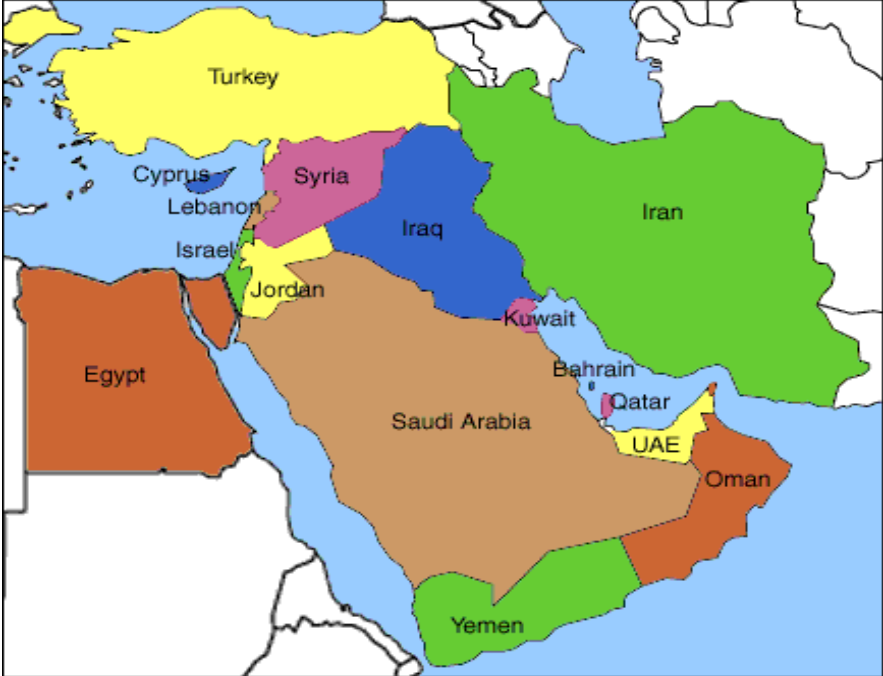 Turkey
Cyprus
Syria
Lebanon
Iran
Iraq
Israel
Jordan
Kuwait
Egypt
Bahrain
Qatar
Saudi Arabia
UAE
Oman
Yemen